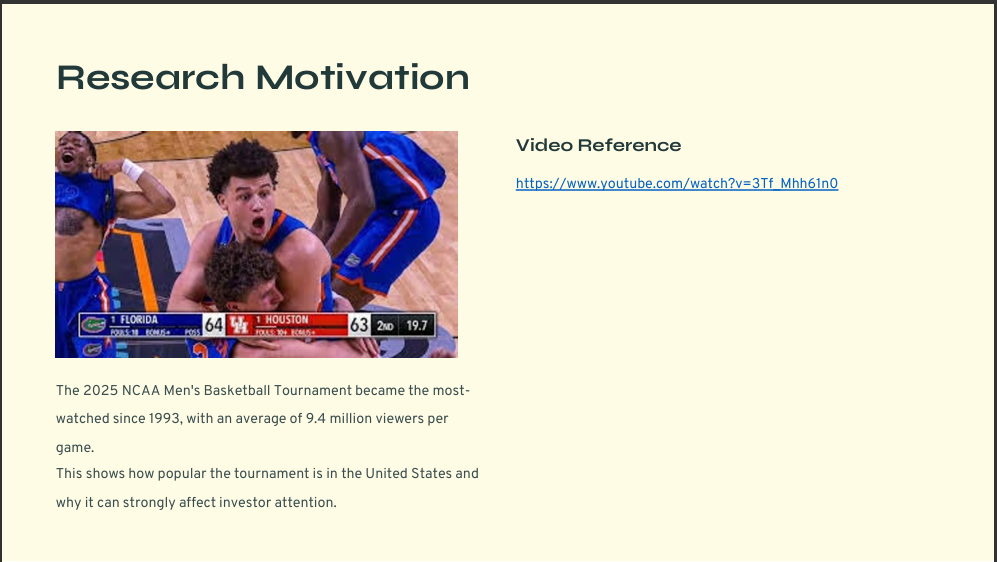 Research Motivation
1 FLORIDA
FOULS: 10 BONUS+ POSS
64
1 HOUSTON
FOULS: 10+ BONUS+
63
2ND
19.7
The 2025 NCAA Men's Basketball Tournament became the most-
watched since 1993, with an average of 9.4 million viewers per
game.
This shows how popular the tournament is in the United States and
why it can strongly affect investor attention.
Video Reference
https://www.youtube.com/watch?v=3Tf_Mhh61n0